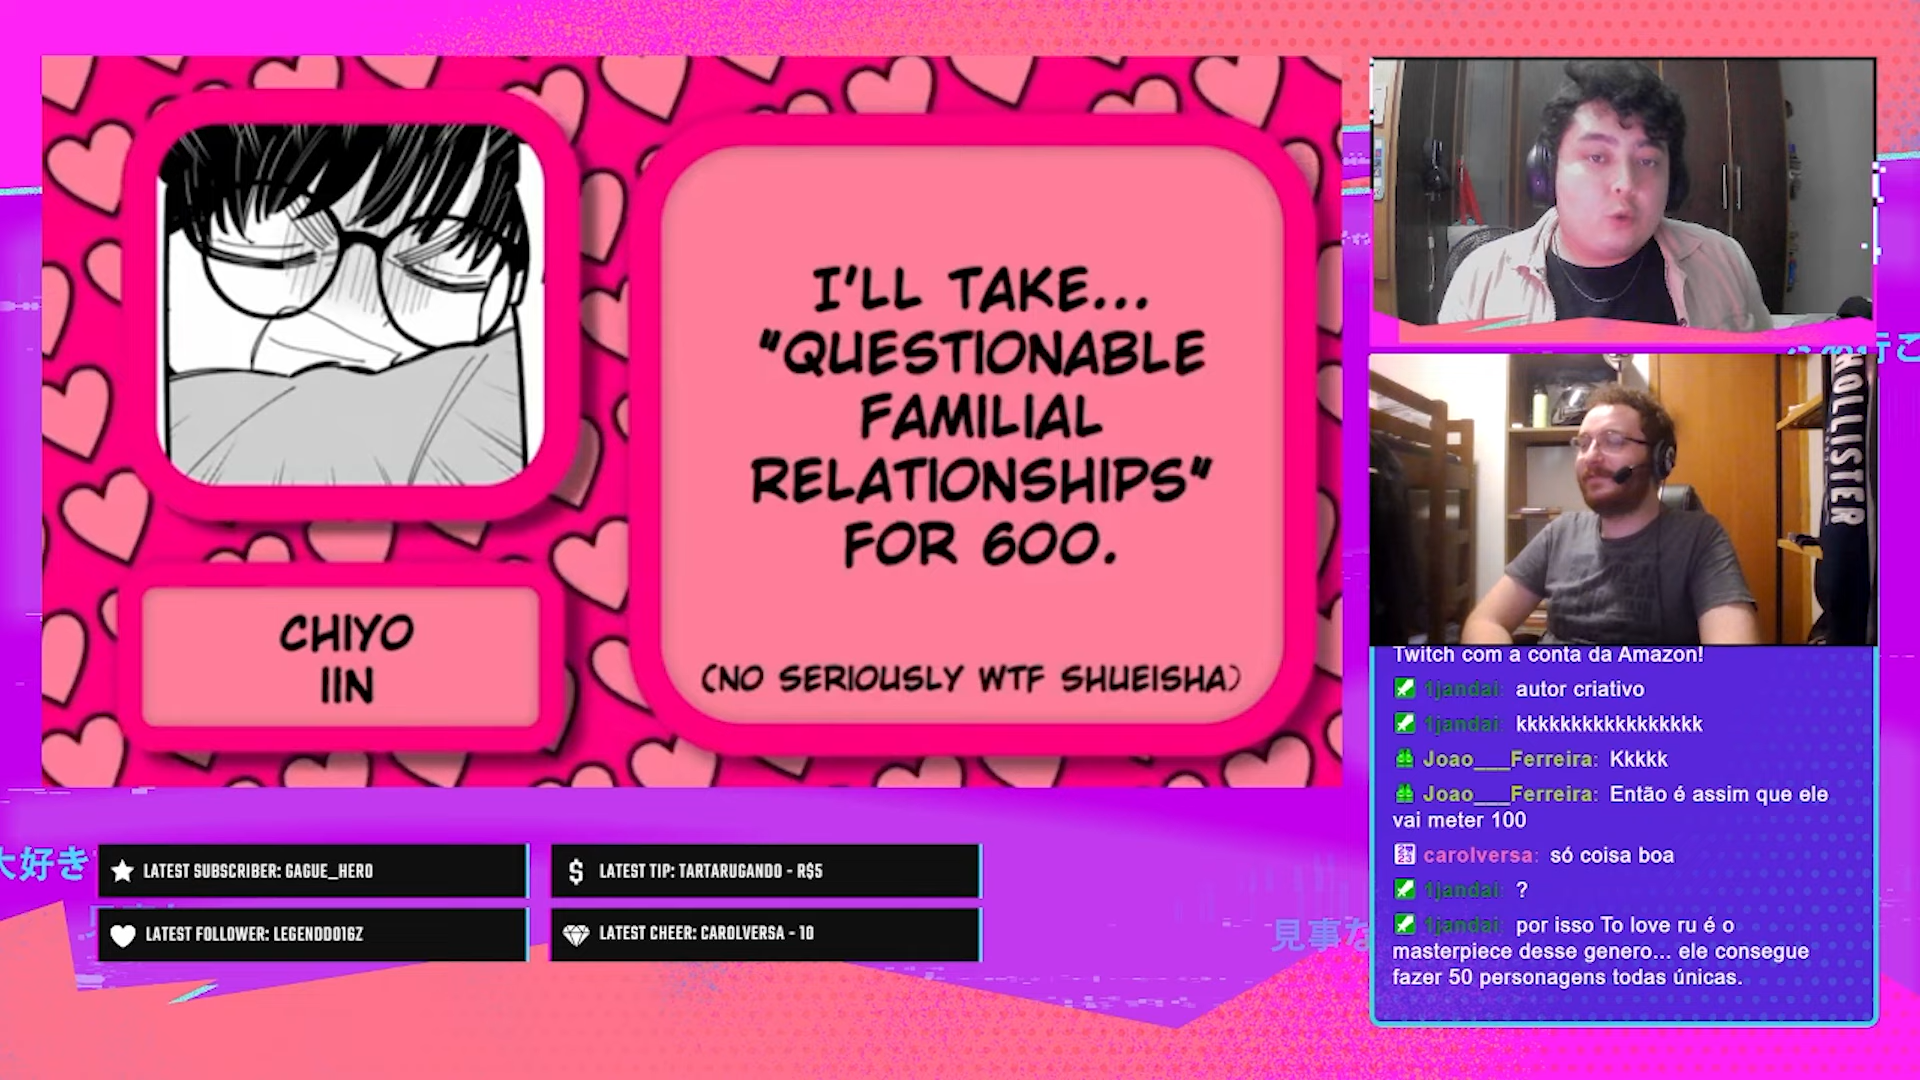 I'LL TAKE...
"QUESTIONABLE
FAMILIAL
RELATIONSHIPS"
FOR 600.
(NO SERIOUSLY WTF SHUEISHA)
CHIYO
IIN
HOLLISTER
Twitch com a conta da Amazon!
1jandai: autor criativo
1jandai: kkkkkkkkkkkkkkkkk
Joao___Ferreira: Kkkkk
Joao___Ferreira: Então é assim que ele
vai meter 100
carolversa: só coisa boa
1jandai: ?
1jandai: por isso To love ru é o
masterpiece desse genero... ele consegue
fazer 50 personagens todas únicas.
大好き
LATEST SUBSCRIBER: GAGUE_HERO
LATEST TIP: TARTARUGANDO - R$5
LATEST FOLLOWER: LEGENDD016Z
LATEST CHEER: CAROLVERSA - 10
見事な